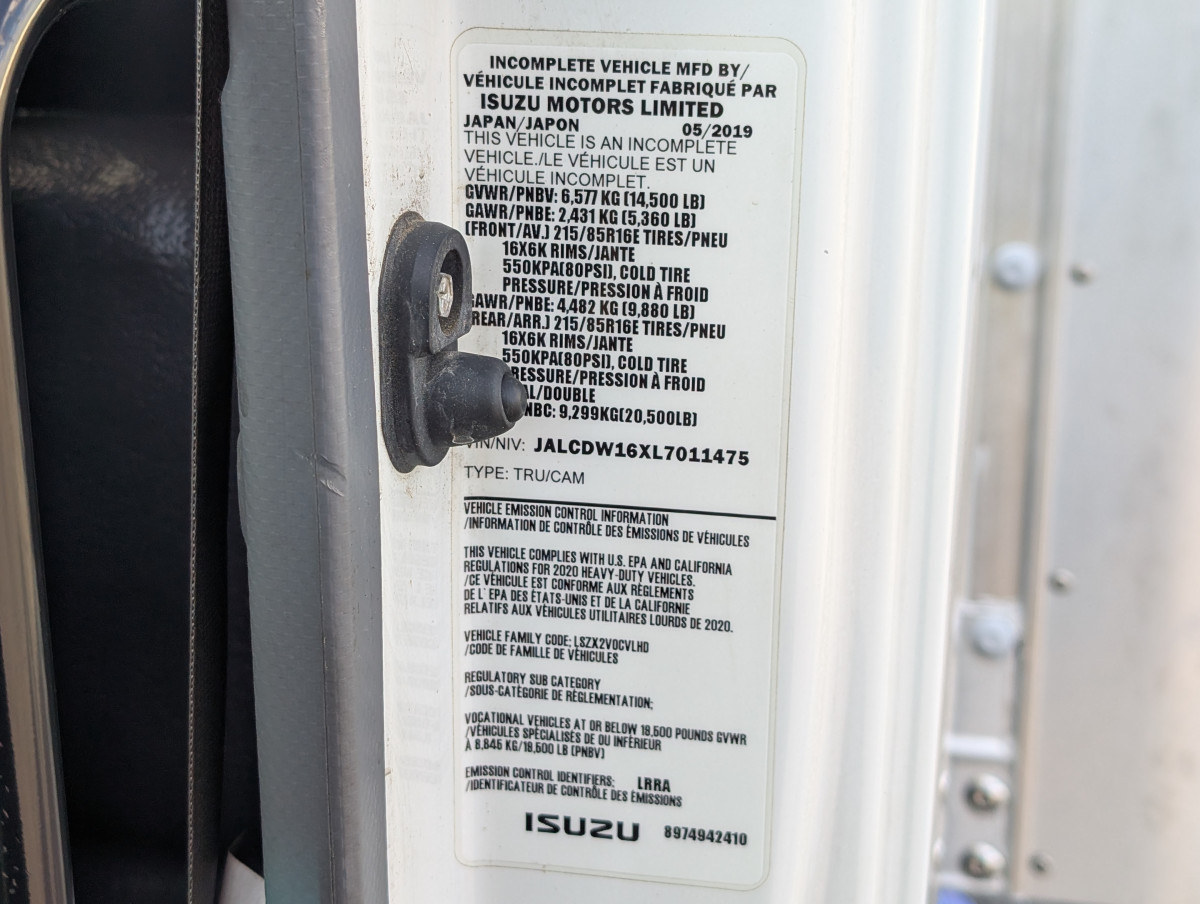 INCOMPLETE VEHICLE MFD BY/
VÉHICULE INCOMPLET FABRIQUÉ PAR
ISUZU MOTORS LIMITED
JAPAN/JAPON 05/2019
THIS VEHICLE IS AN INCOMPLETE
VEHICLE./LE VÉHICULE EST UN
VÉHICULE INCOMPLET.
GVWR/PNBV: 6,577 KG (14,500 LB)
GAWR/PNBE: 2,431 KG (5,360 LB)
(FRONT/AV.) 215/85R16E TIRES/PNEU
16X6K RIMS/JANTE
550KPA(80PSI), COLD TIRE
PRESSURE/PRESSION À FROID
GAWR/PNBE: 4,482 KG (9,880 LB)
REAR/ARR.) 215/85R16E TIRES/PNEU
16X6K RIMS/JANTE
550KPA(80PSI), COLD TIRE
PRESSURE/PRESSION À FROID
AL/DOUBLE
NBC: 9,299KG(20,500LB)
VIN/NIV: JALCDW16XL7011475
TYPE: TRU/CAM
VEHICLE EMISSION CONTROL INFORMATION
/INFORMATION DE CONTRÔLE DES ÉMISSIONS DE VÉHICULES
THIS VEHICLE COMPLIES WITH U.S. EPA AND CALIFORNIA
REGULATIONS FOR 2020 HEAVY-DUTY VEHICLES.
/CE VÉHICULE EST CONFORME AUX RÈGLEMENTS
DE L' EPA DES ÉTATS-UNIS ET DE LA CALIFORNIE
RELATIFS AUX VÉHICULES UTILITAIRES LOURDS DE 2020.
VEHICLE FAMILY CODE: LSZX2VOCVLHD
/CODE DE FAMILLE DE VÉHICULES
REGULATORY SUB CATEGORY
/SOUS-CATÉGORIE DE RÈGLEMENTATION:
VOCATIONAL VEHICLES AT OR BELOW 19,500 POUNDS GVWR
/VÉHICULES SPÉCIALISÉS DE OU INFÉRIEUR
À 8,845 KG/19,500 LB (PNBV)
EMISSION CONTROL IDENTIFIERS: LRRA
/IDENTIFICATEUR DE CONTRÔLE DES ÉMISSIONS
ISUZU 8974942410